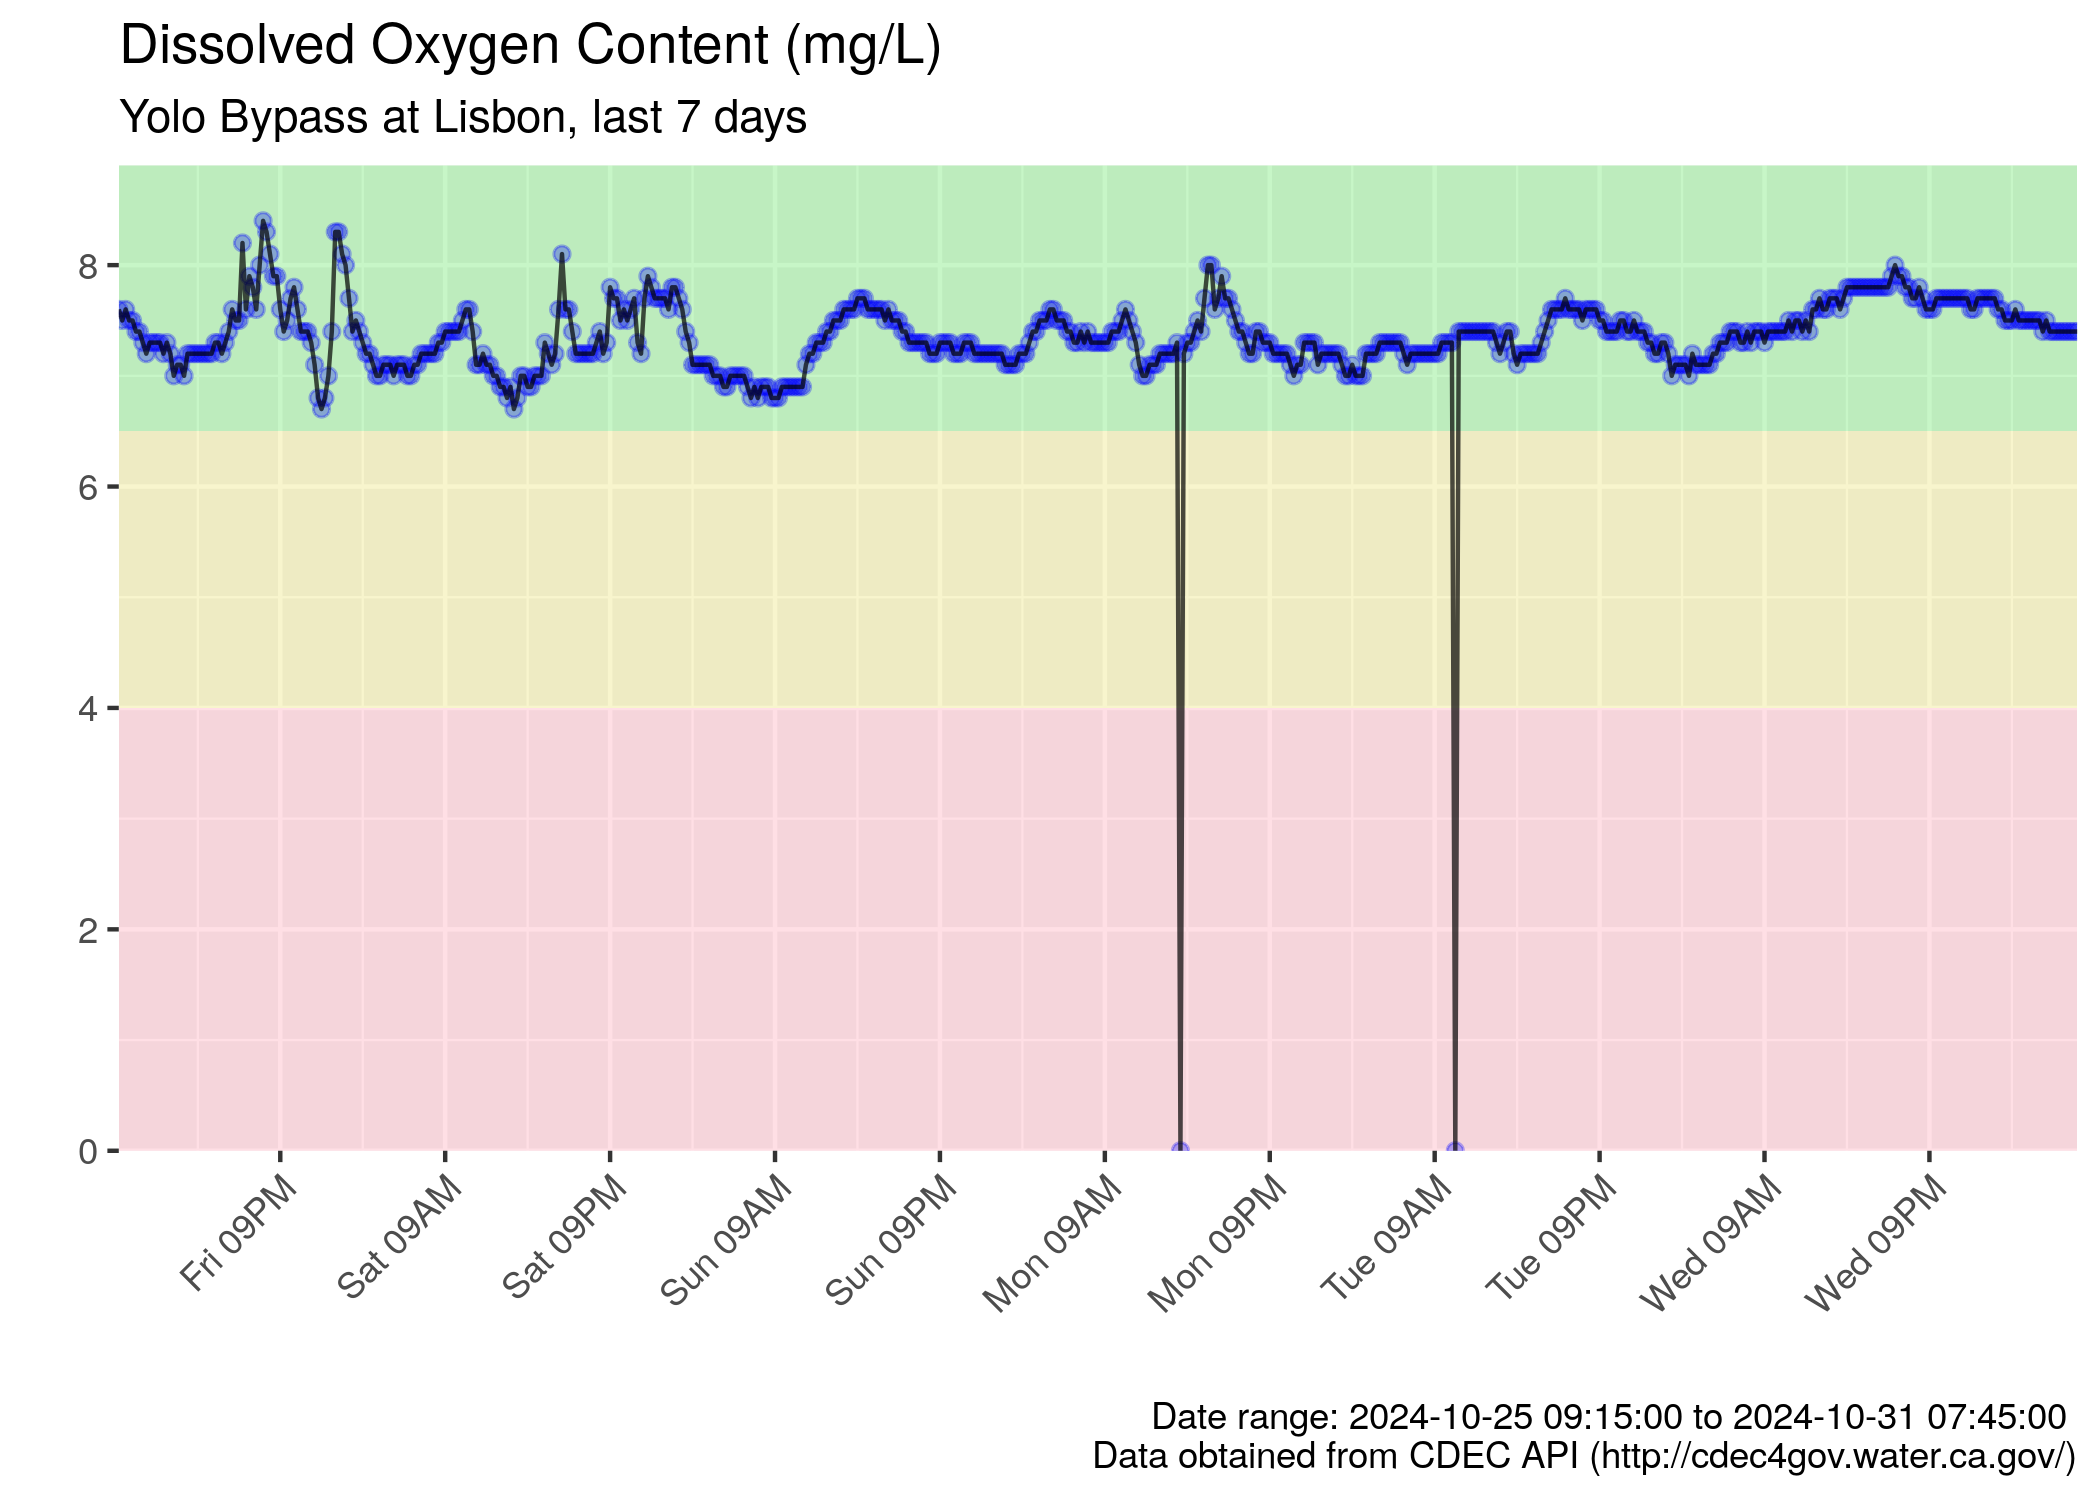 Dissolved Oxygen Content (mg/L)
Yolo Bypass at Lisbon, last 7 days
8
6
4
2
0
Fri 09PM
Sat 09AM
Sat 09PM
Sun 09AM
Sun 09PM
Mon 09AM
Mon 09PM
Tue 09AM
Tue 09PM
Wed 09AM
Wed 09PM
Date range: 2024-10-25 09:15:00 to 2024-10-31 07:45:00
Data obtained from CDEC API (http://cdec4gov.water.ca.gov/)